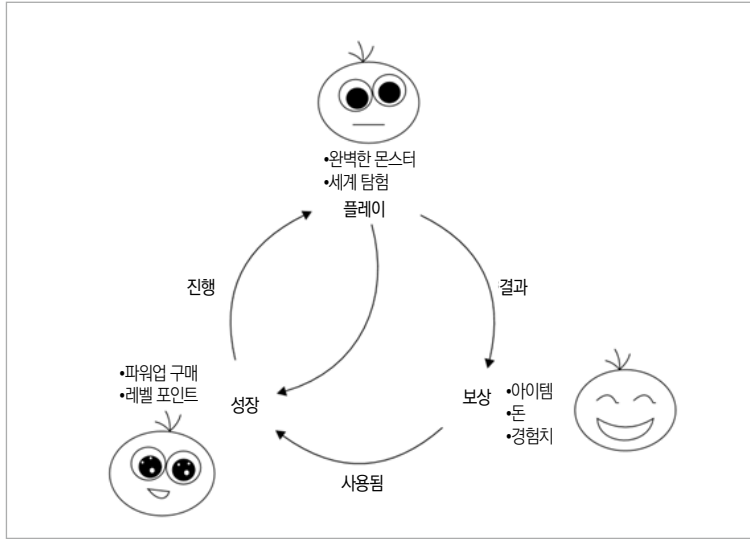 •완벽한 몬스터
•세계 탐험
플레이
진행
결과
•파워업 구매
•레벨 포인트
성장
보상
•아이템
•돈
•경험치
사용됨